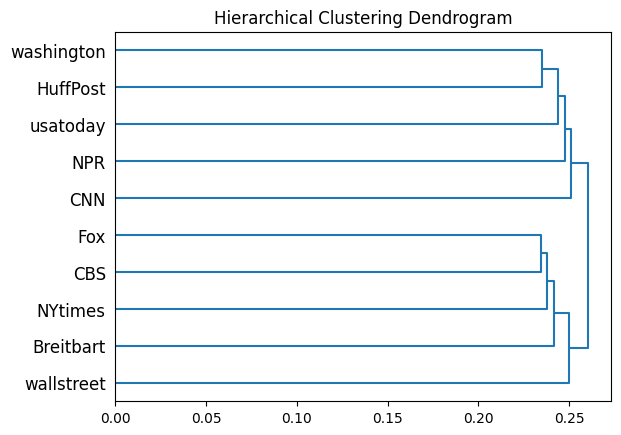 Hierarchical Clustering Dendrogram
washington
HuffPost
usatoday
NPR
CNN
Fox
CBS
NYtimes
Breitbart
wallstreet
0.00 0.05 0.10 0.15 0.20 0.25